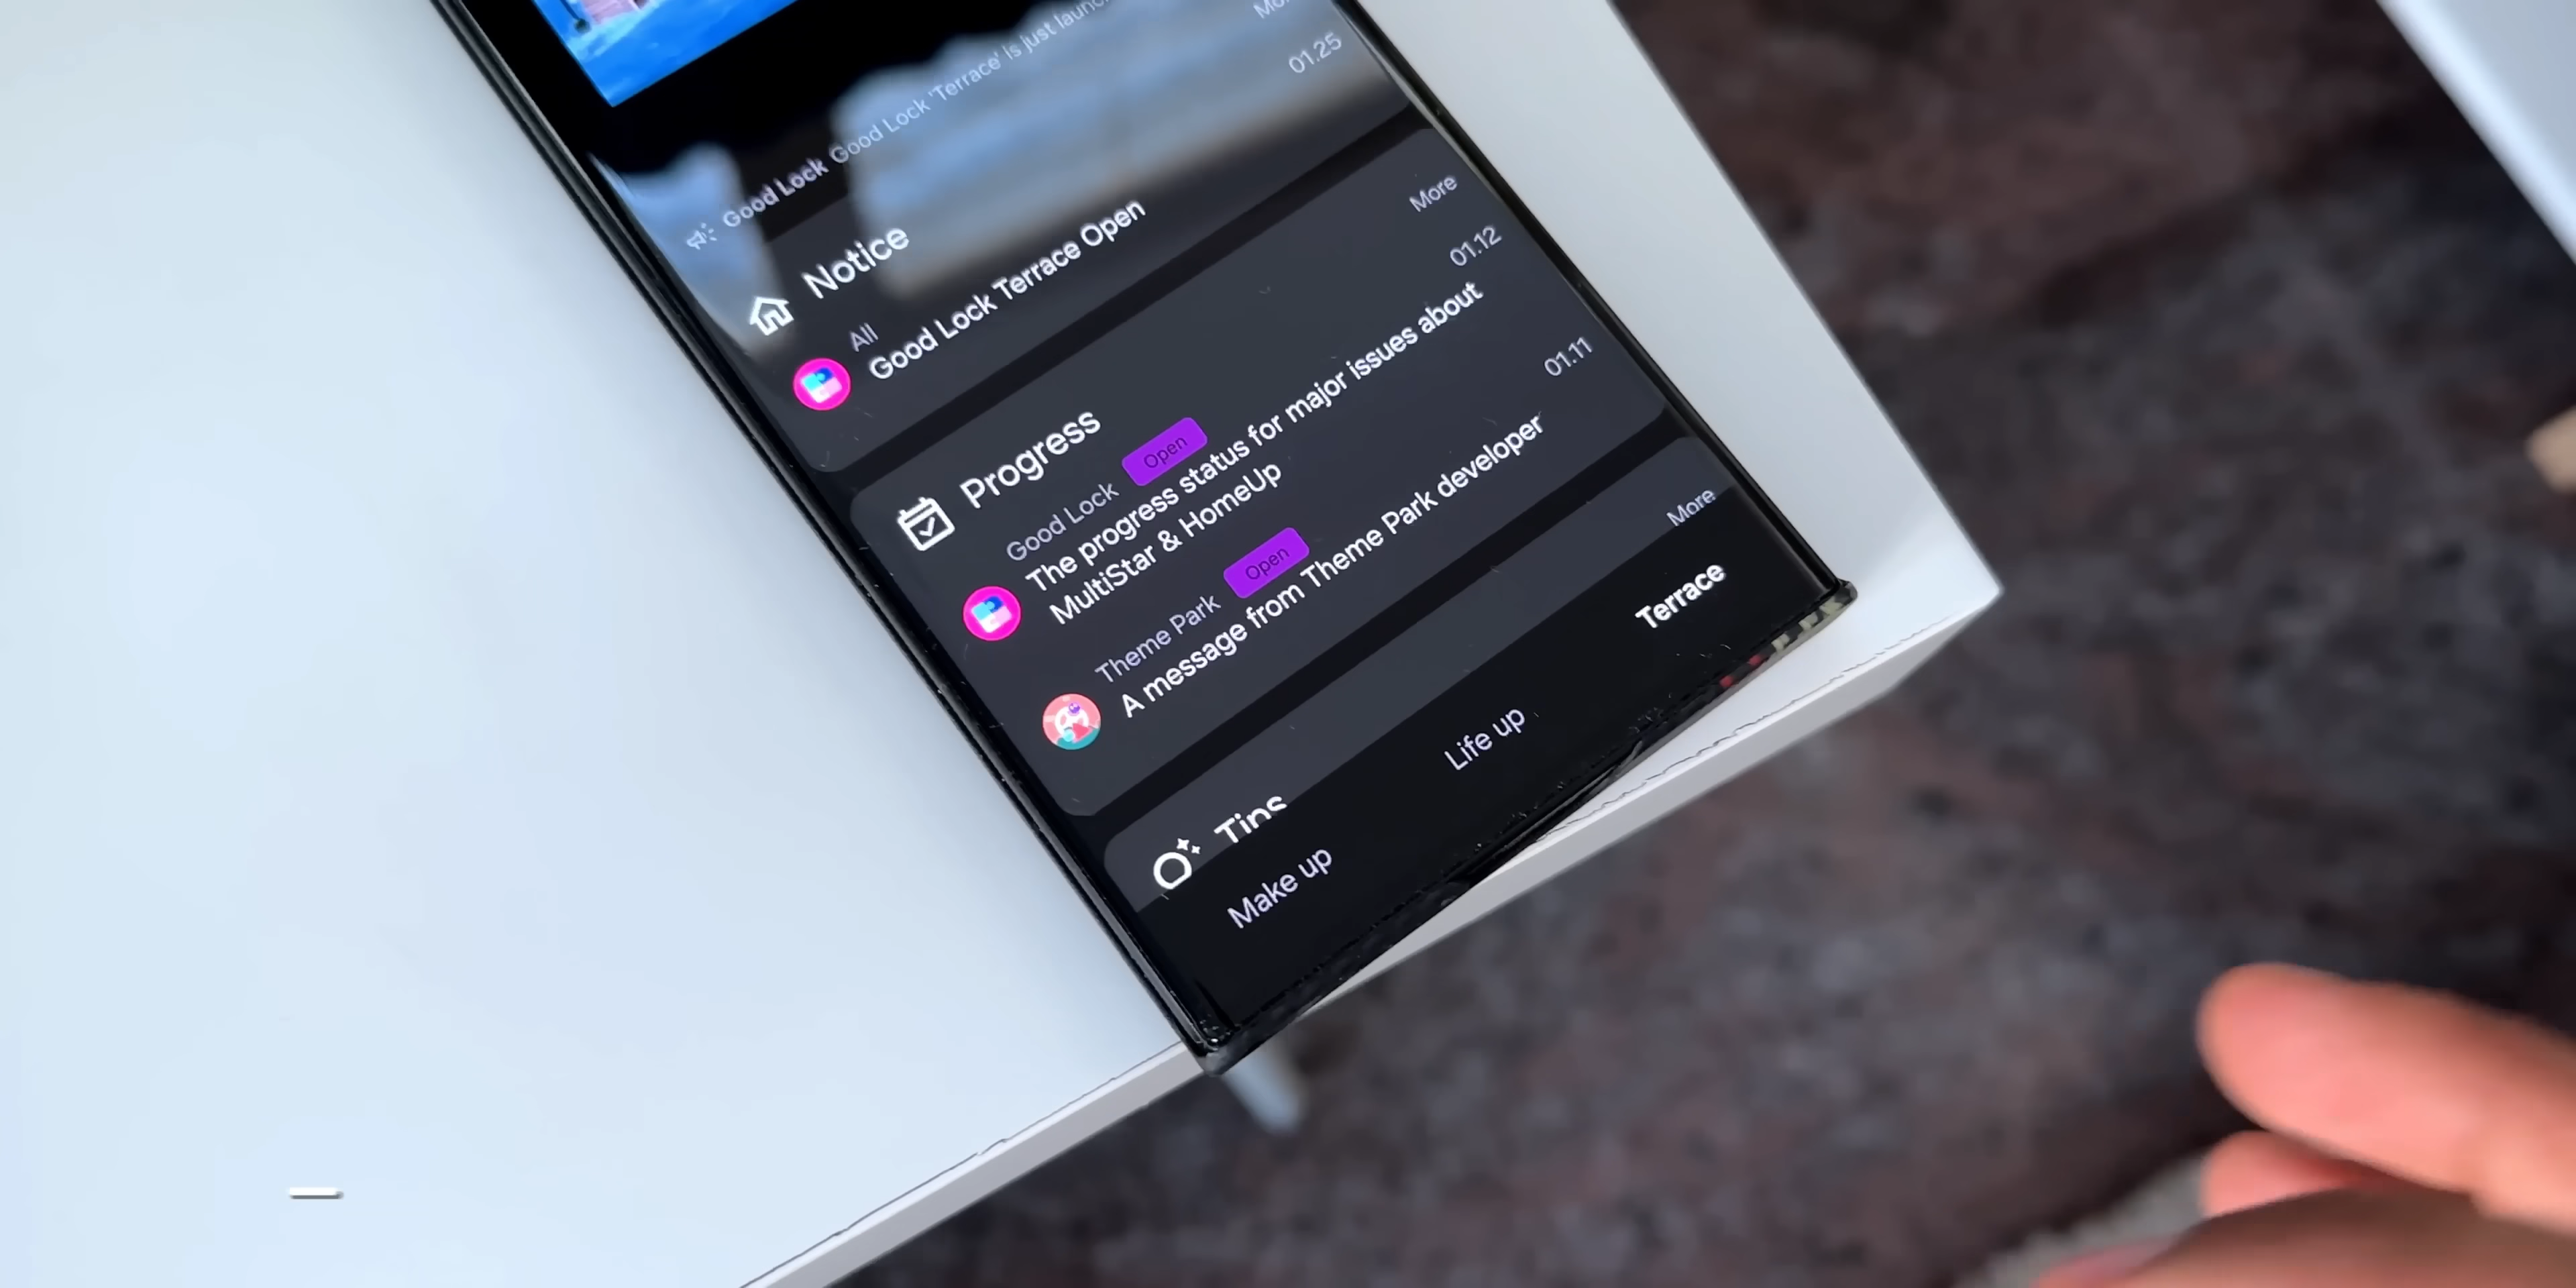 Good Lock Good Lock 'Terrace' is just
Notice
All
01.25
Good Lock Terrace Open
Progress
More
Good Lock Open
01.12
The progress status for major issues about
MultiStar & HomeUp
Theme Park Open
01.11
A message from Theme Park developer
Tips
More
Make up
Life up
Terrace